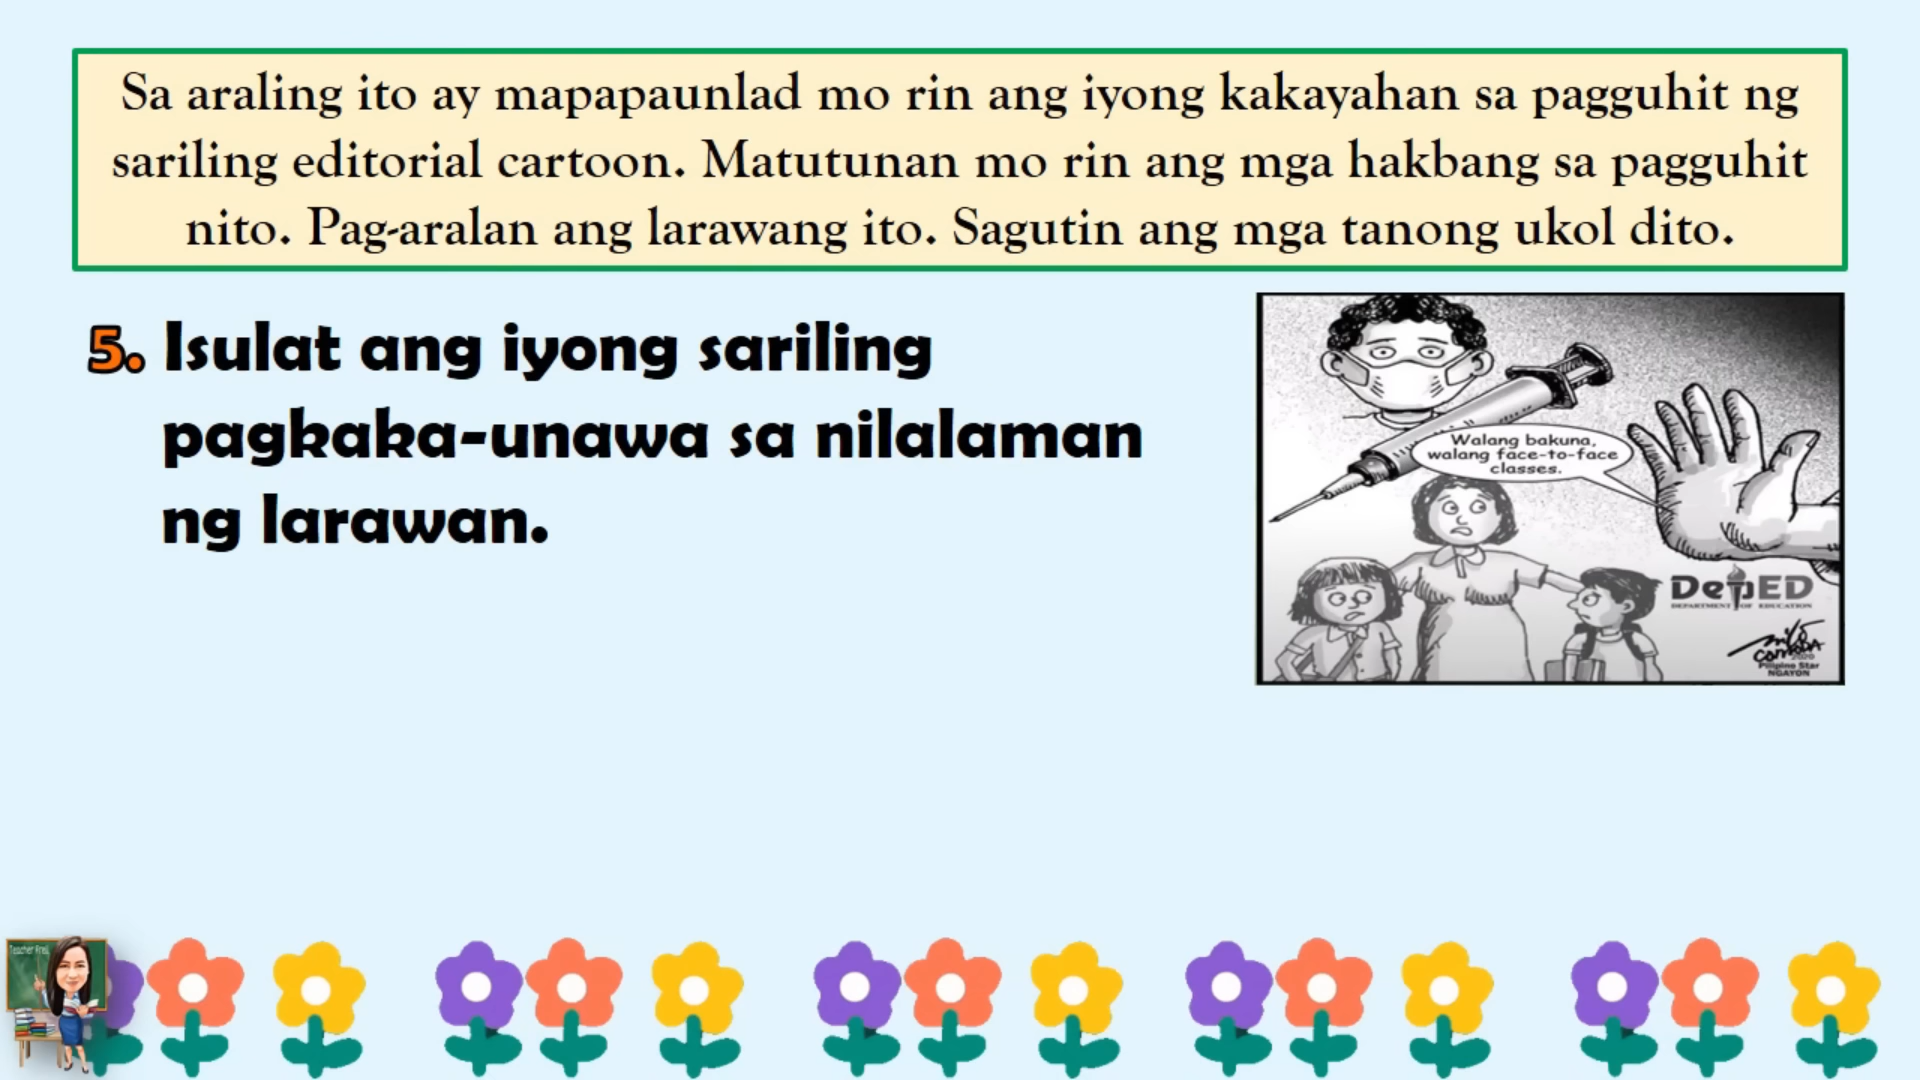 Sa araling ito ay mapapaunlad mo rin ang iyong kakayahan sa pagguhit ng
sariling editorial cartoon. Matutunan mo rin ang mga hakbang sa pagguhit
nito. Pag-aralan ang larawang ito. Sagutin ang mga tanong ukol dito.
5. Isulat ang iyong sariling
pagkaka-unawa sa nilalaman
ng larawan.
Walang bakuna,
walang face-to-face
classes.
DepED
DEPARTMENT OF EDUCATION
2020
Pilipino Star
NGAYON
Teacher